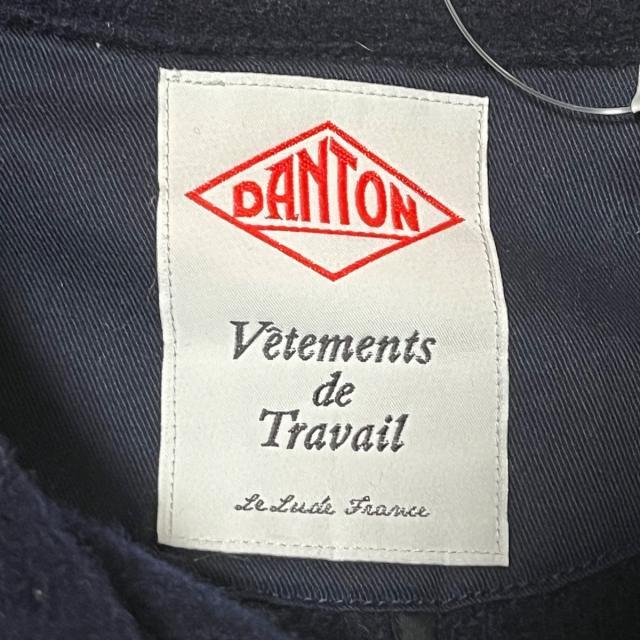 DANTON
Vêtements
de
Travail
Le Lude France